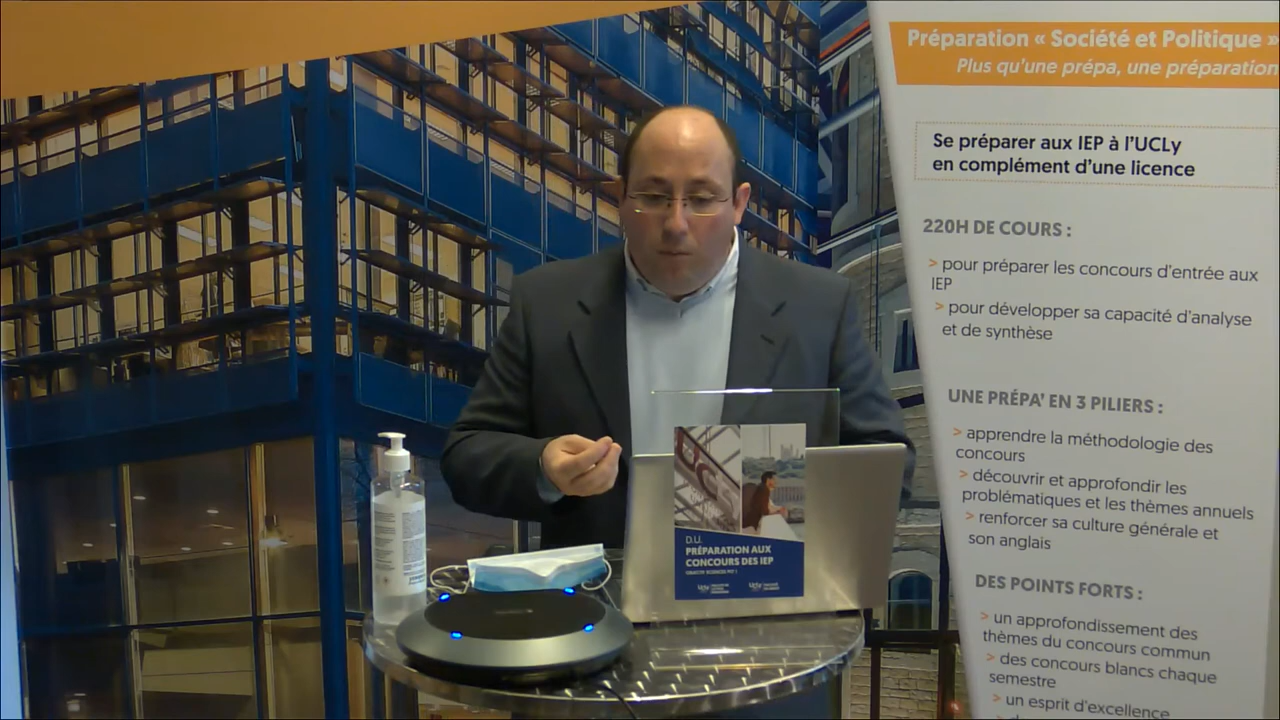 Préparation « Société et Politique »
Plus qu'une prépa, une préparation
Se préparer aux IEP à l'UCLy
en complément d'une licence
220H DE COURS :
> pour préparer les concours d'entrée aux
IEP
> pour développer sa capacité d'analyse
et de synthèse
UNE PRÉPA' EN 3 PILIERS :
> apprendre la méthodologie des
concours
> découvrir et approfondir les
problématiques et les thèmes annuels
> renforcer sa culture générale et
son anglais
DES POINTS FORTS :
> un approfondissement des
thèmes du concours commun
> des concours blancs chaque
semestre
> un esprit d'excellence
D.U.
PRÉPARATION AUX
CONCOURS DES IEP
UCLy
UCLy